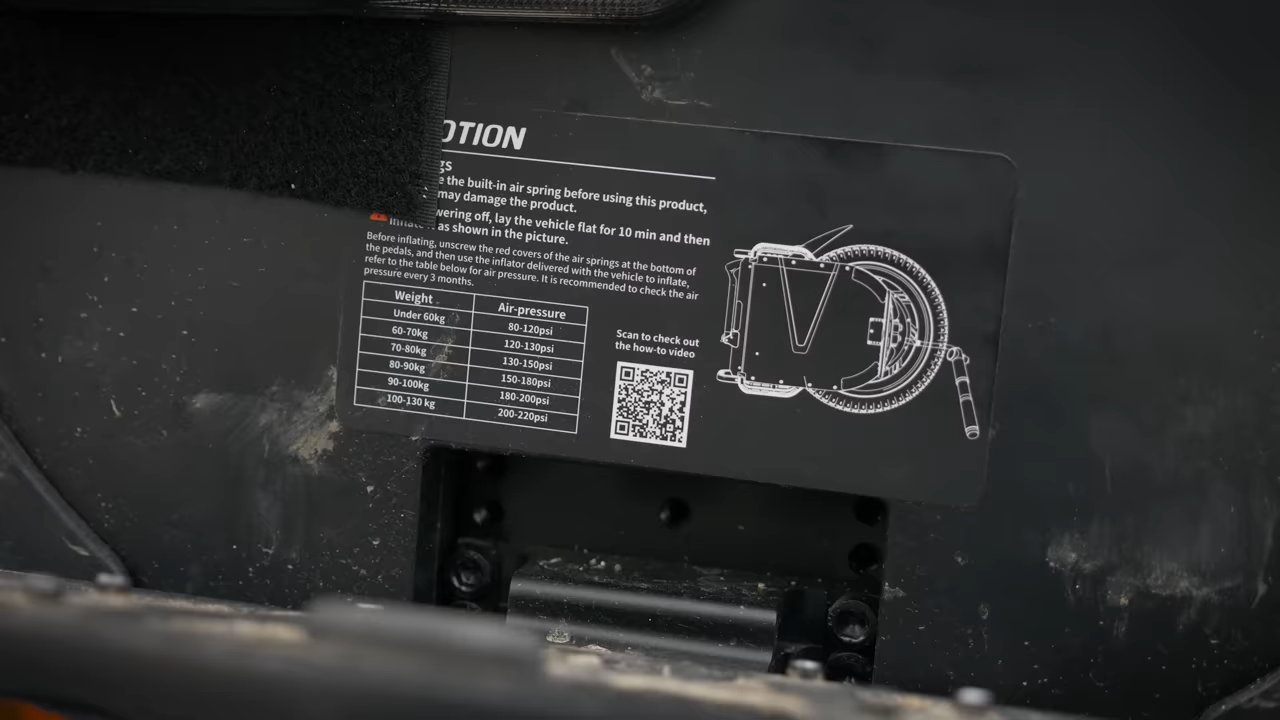 OTION
gs
e the built-in air spring before using this product,
may damage the product.
wering off, lay the vehicle flat for 10 min and then
as shown in the picture.
Before inflating, unscrew the red covers of the air springs at the bottom of
the pedals, and then use the inflator delivered with the vehicle to inflate,
refer to the table below for air pressure. It is recommended to check the air
pressure every 3 months.
Weight Air-pressure
Under 60kg 80-120psi
60-70kg 120-130psi
70-80kg 130-150psi
80-90kg 150-180psi
90-100kg 180-200psi
100-130 kg 200-220psi
Scan to check out
the how-to video